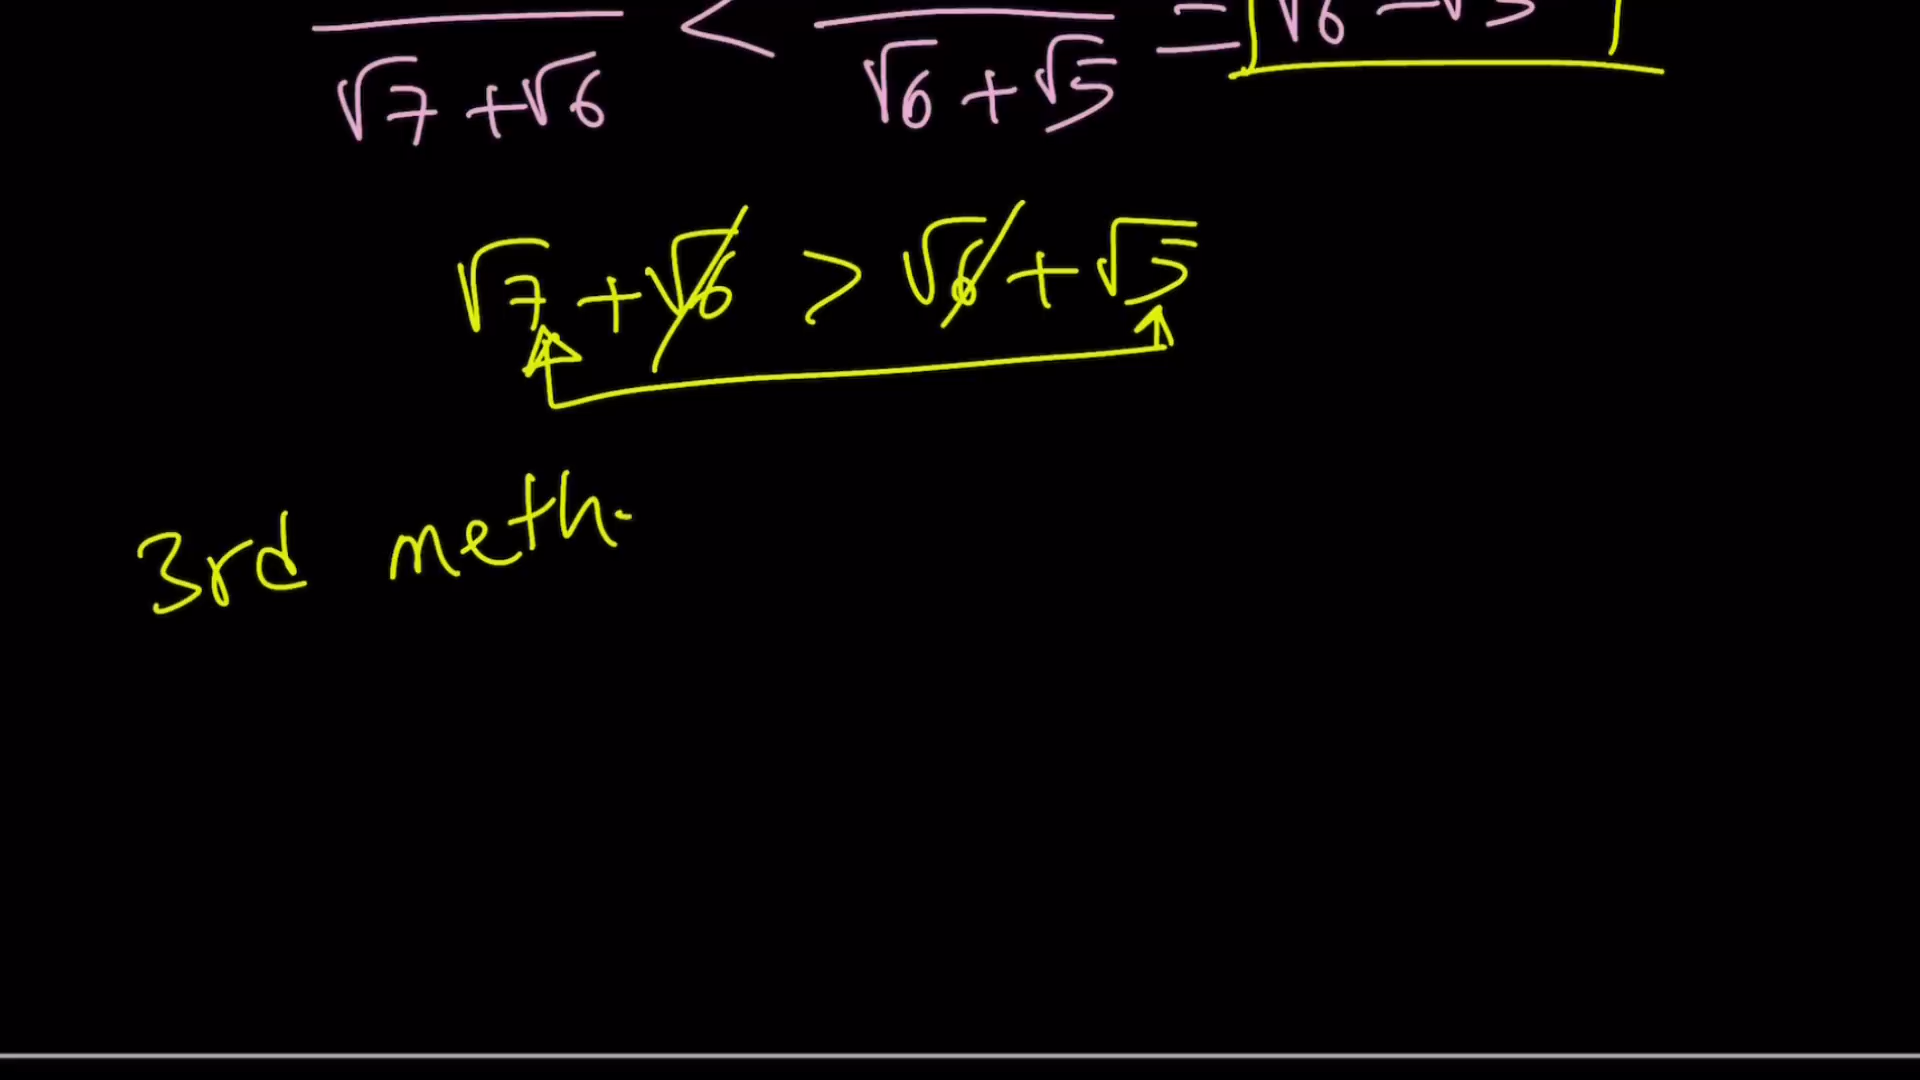 √7 + √6 < √6 + √5 = √6 - √5
√7 + √6 > √6 + √5
3rd meth.